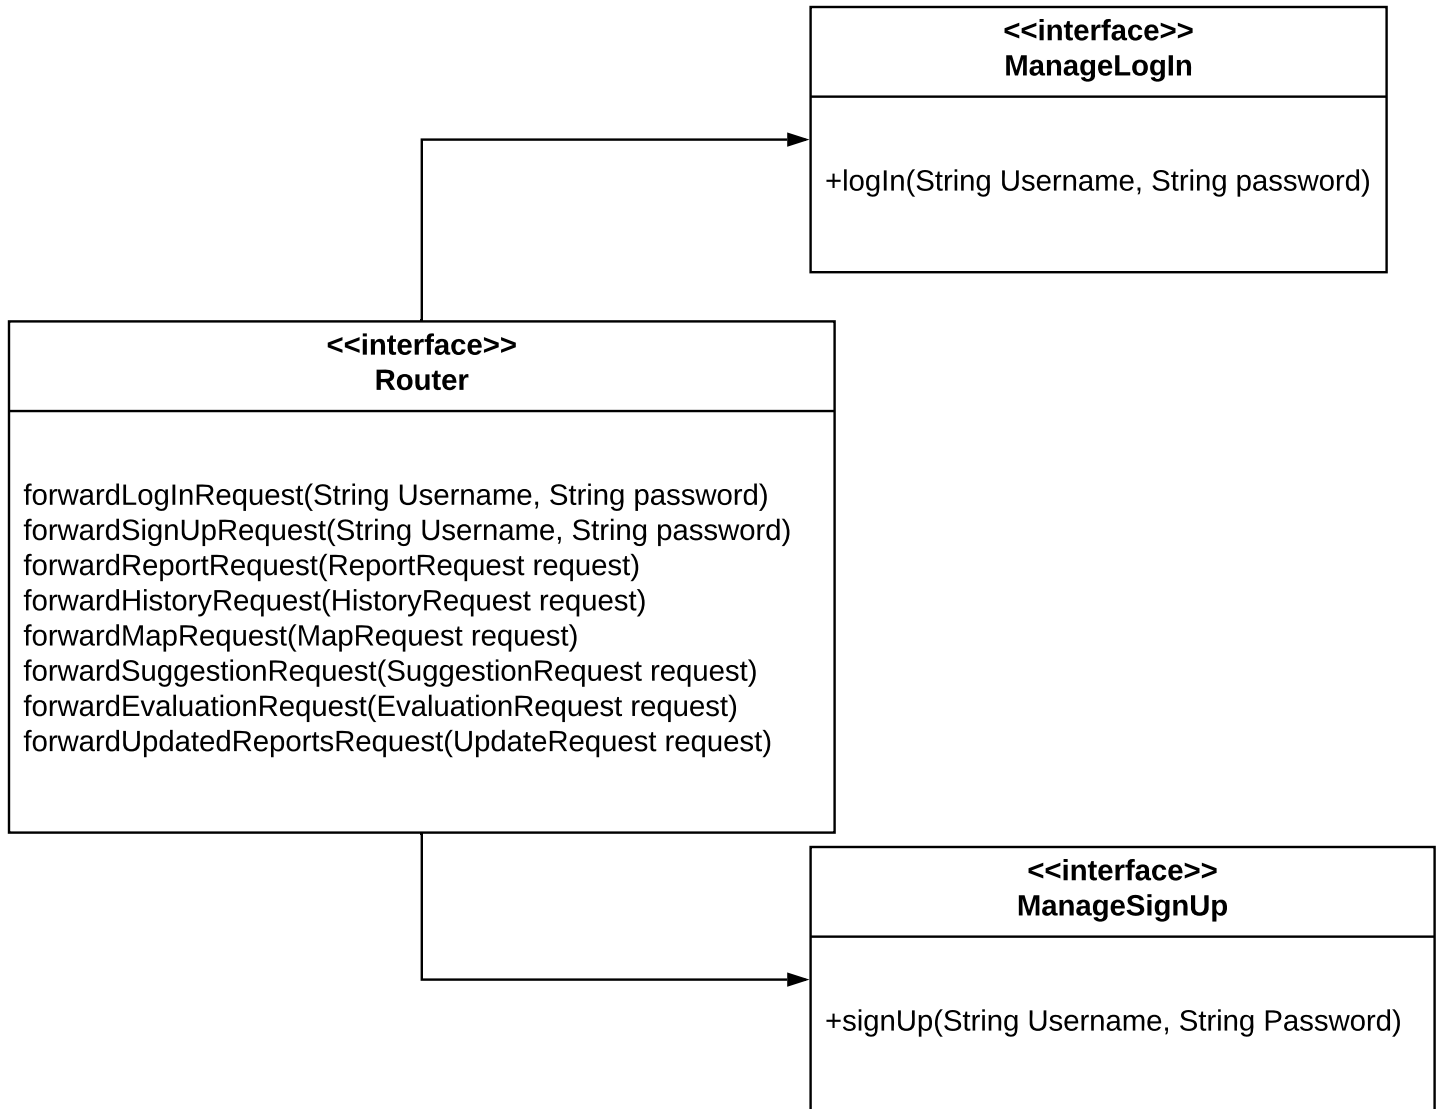 <<interface>>
ManageLogIn
+logIn(String Username, String password)
<<interface>>
Router
forwardLogInRequest(String Username, String password)
forwardSignUpRequest(String Username, String password)
forwardReportRequest(ReportRequest request)
forwardHistoryRequest(HistoryRequest request)
forwardMapRequest(MapRequest request)
forwardSuggestionRequest(SuggestionRequest request)
forwardEvaluationRequest(EvaluationRequest request)
forwardUpdatedReportsRequest(UpdateRequest request)
<<interface>>
ManageSignUp
+signUp(String Username, String Password)